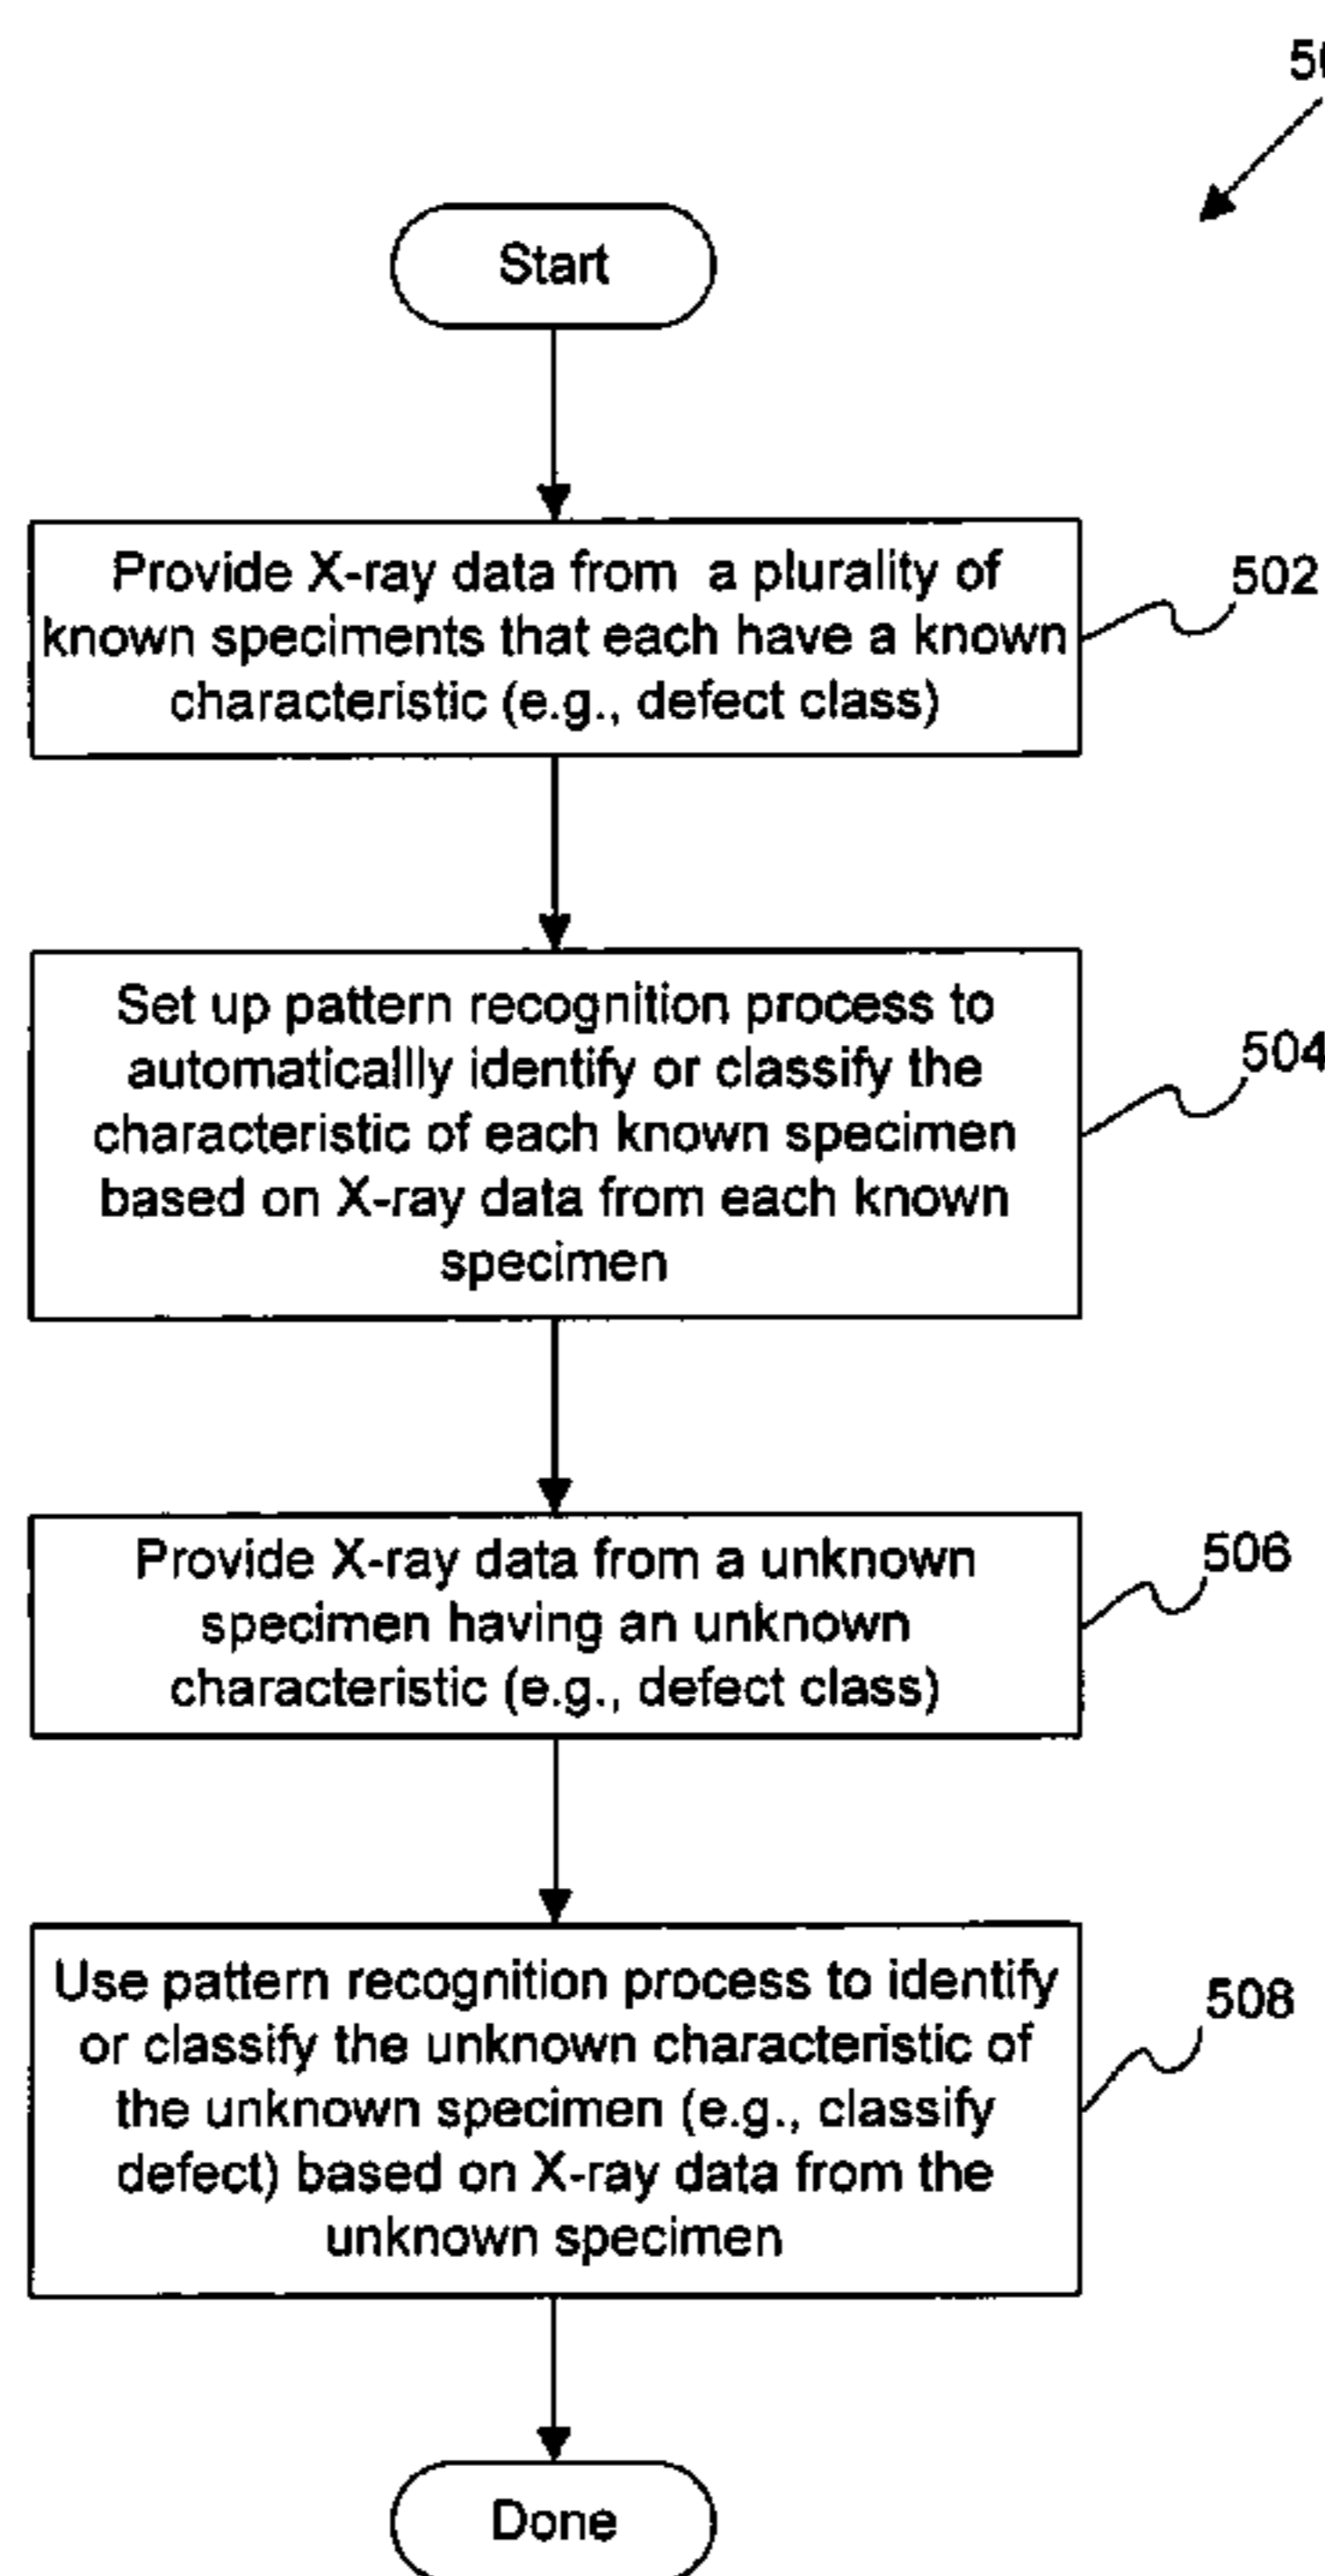 Start
Provide X-ray data from a plurality of
known speciments that each have a known
characteristic (e.g., defect class)
502
Set up pattern recognition process to
automaticallly identify or classify the
characteristic of each known specimen
based on X-ray data from each known
specimen
504
Provide X-ray data from a unknown
specimen having an unknown
characteristic (e.g., defect class)
506
Use pattern recognition process to identify
or classify the unknown characteristic of
the unknown specimen (e.g., classify
defect) based on X-ray data from the
unknown specimen
508
Done